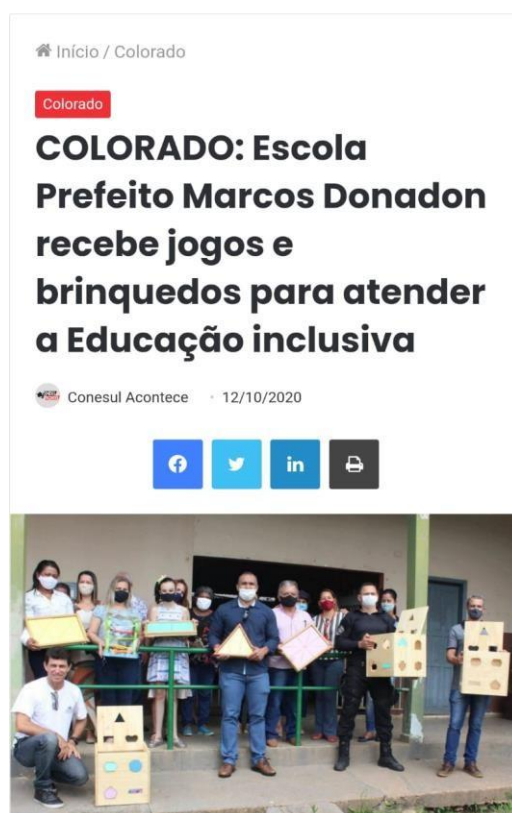 Início / Colorado
Colorado
COLORADO: Escola
Prefeito Marcos Donadon
recebe jogos e
brinquedos para atender
a Educação inclusiva
Conesul Acontece · 12/10/2020
in